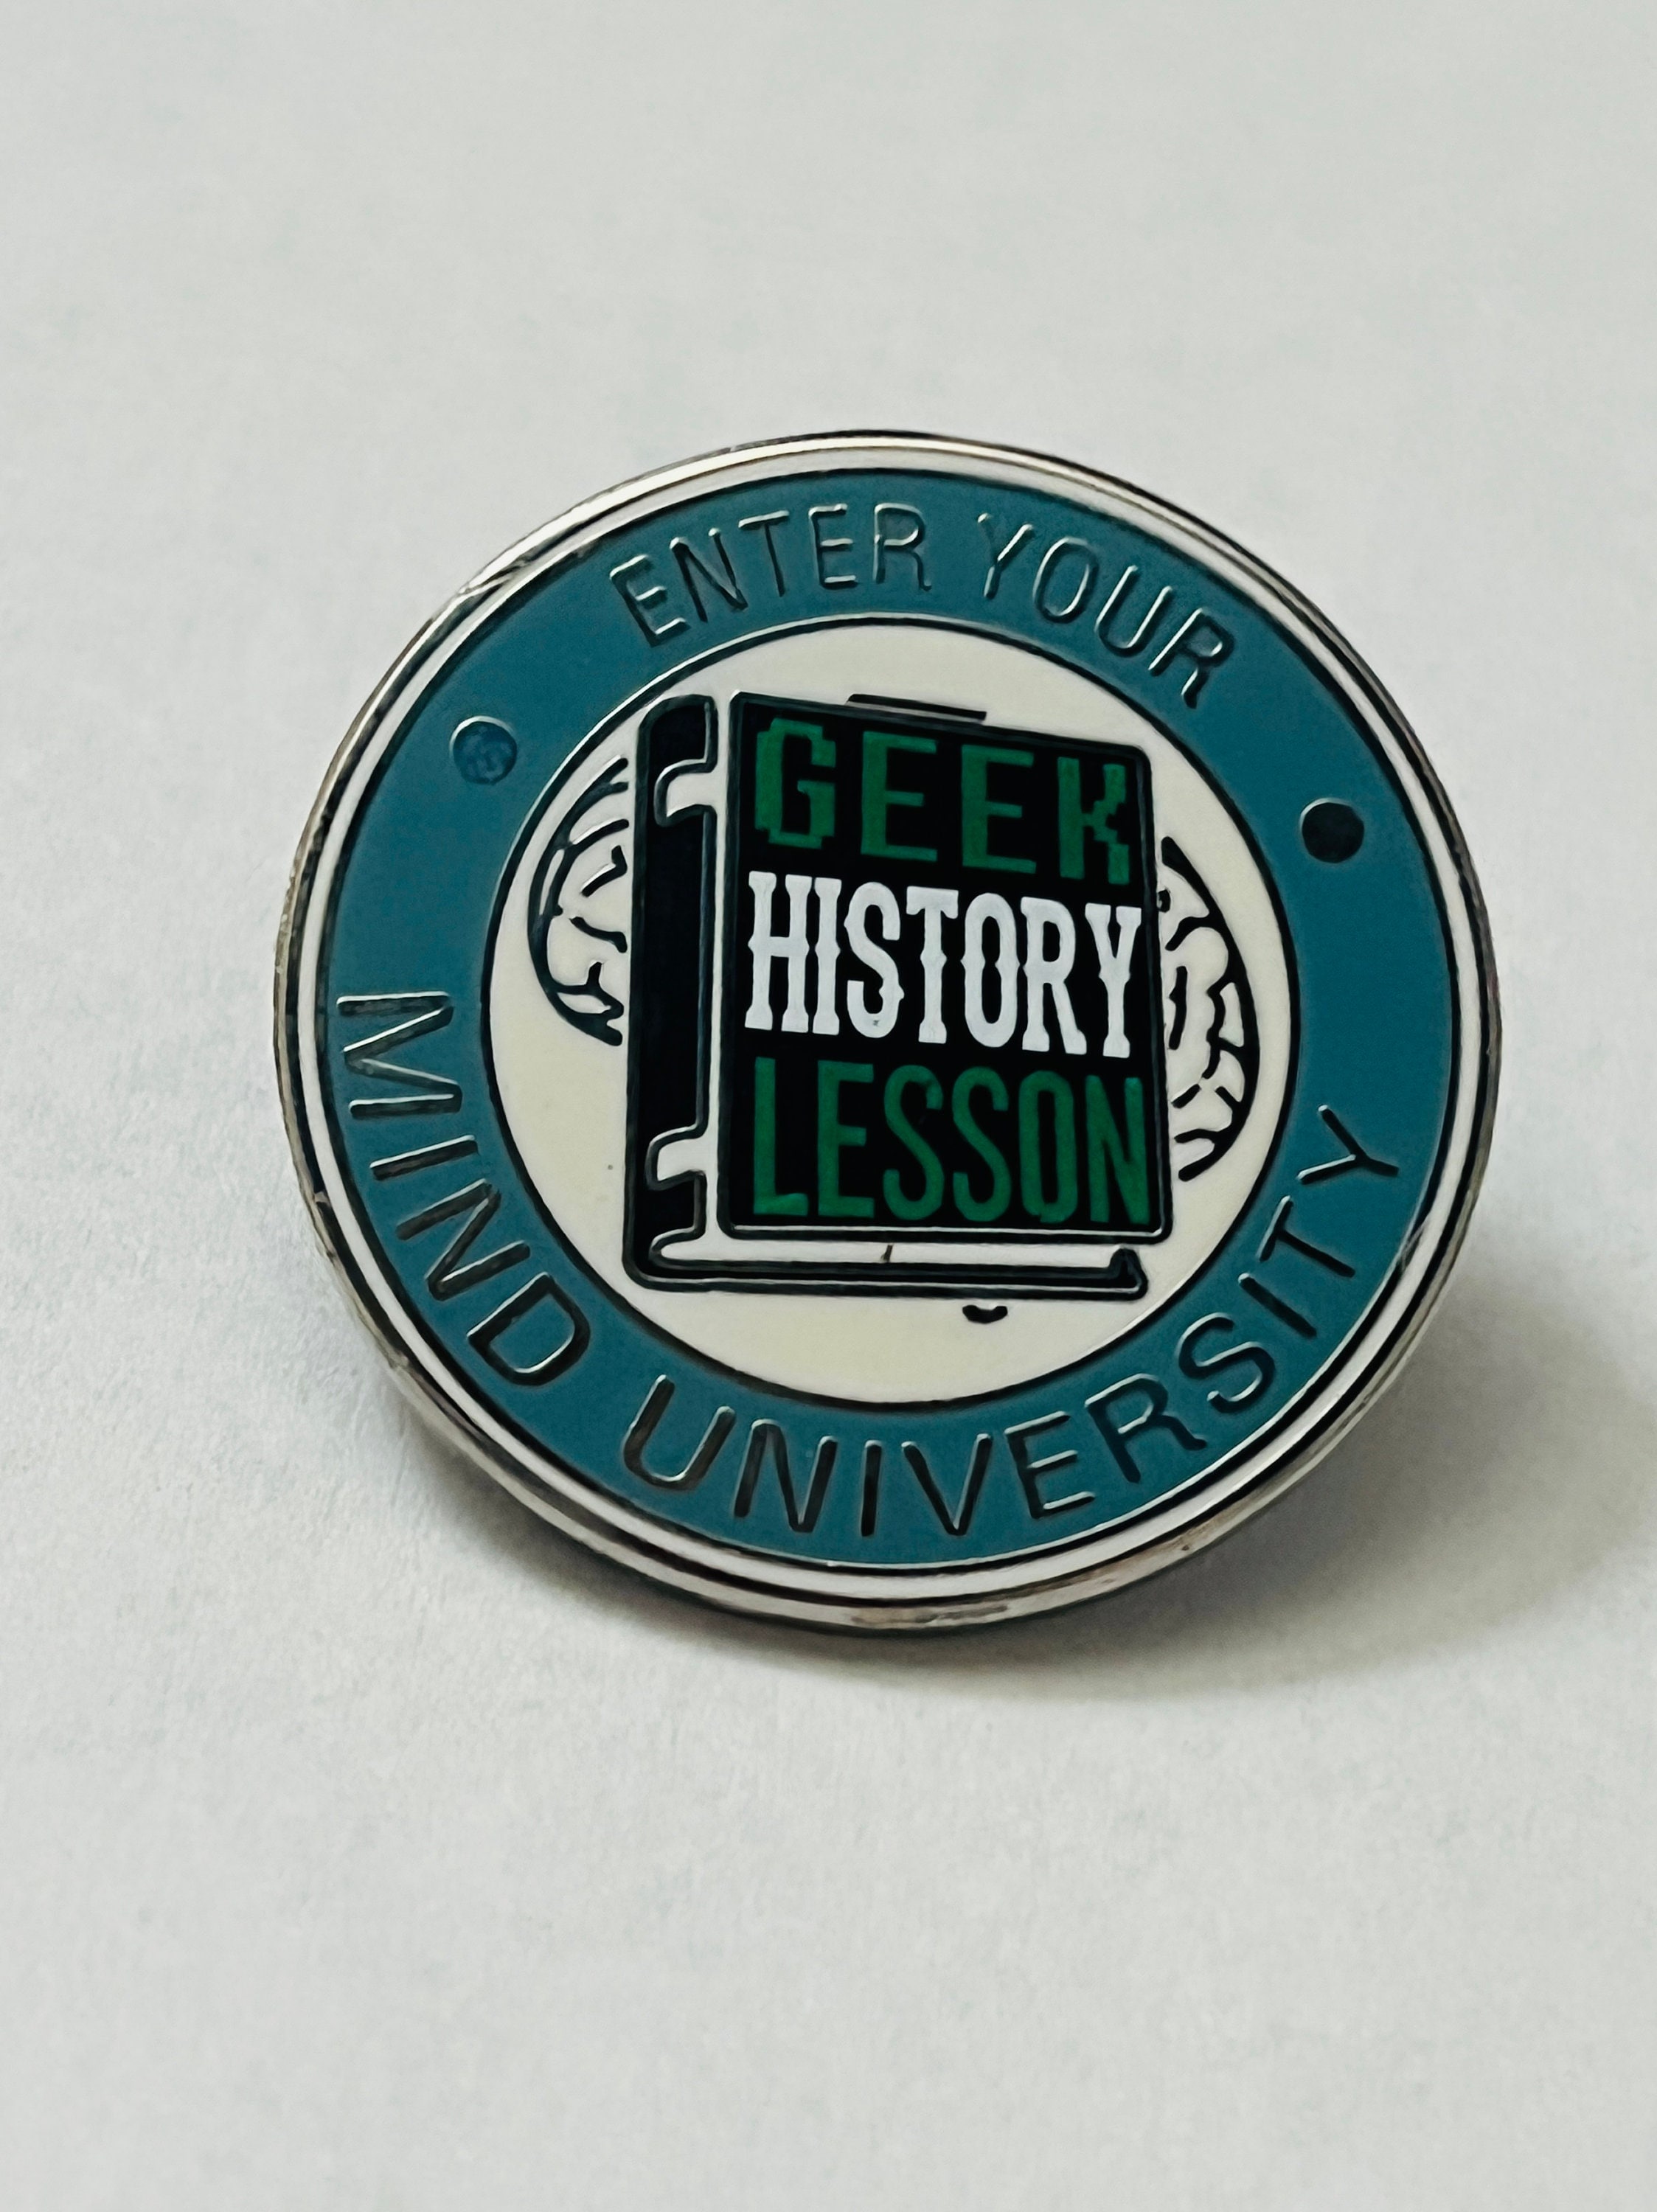 ENTER YOUR
GEEK
HISTORY
LESSON
MIND UNIVERSITY